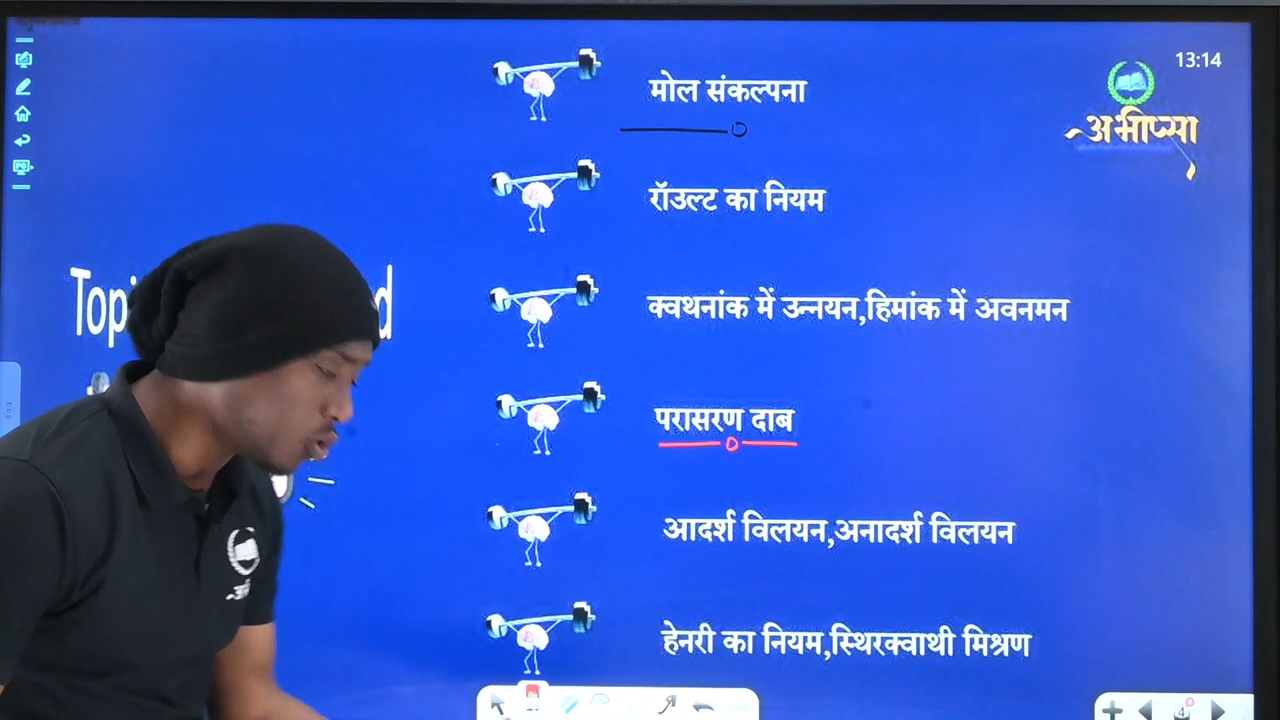 13:14
अभीप्सा
मोल संकल्पना
रॉउल्ट का नियम
क्वथनांक में उन्नयन,हिमांक में अवनमन
परासरण दाब
आदर्श विलयन,अनादर्श विलयन
हेनरी का नियम,स्थिरक्वाथी मिश्रण
4